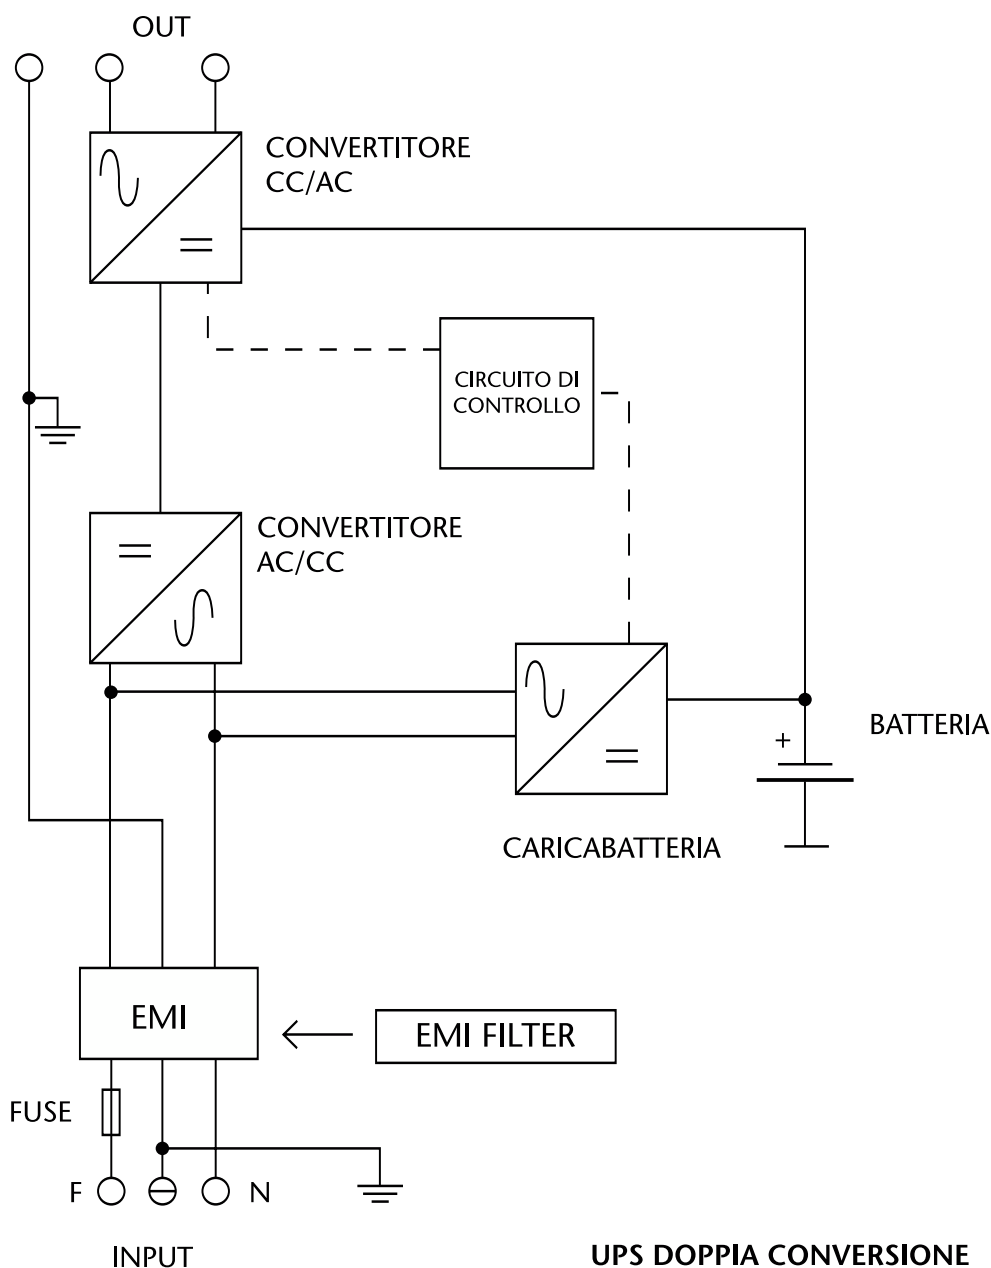 OUT
CONVERTITORE
CC/AC
CIRCUITO DI
CONTROLLO
CONVERTITORE
AC/CC
BATTERIA
+
CARICABATTERIA
EMI
EMI FILTER
FUSE
F
N
INPUT
UPS DOPPIA CONVERSIONE